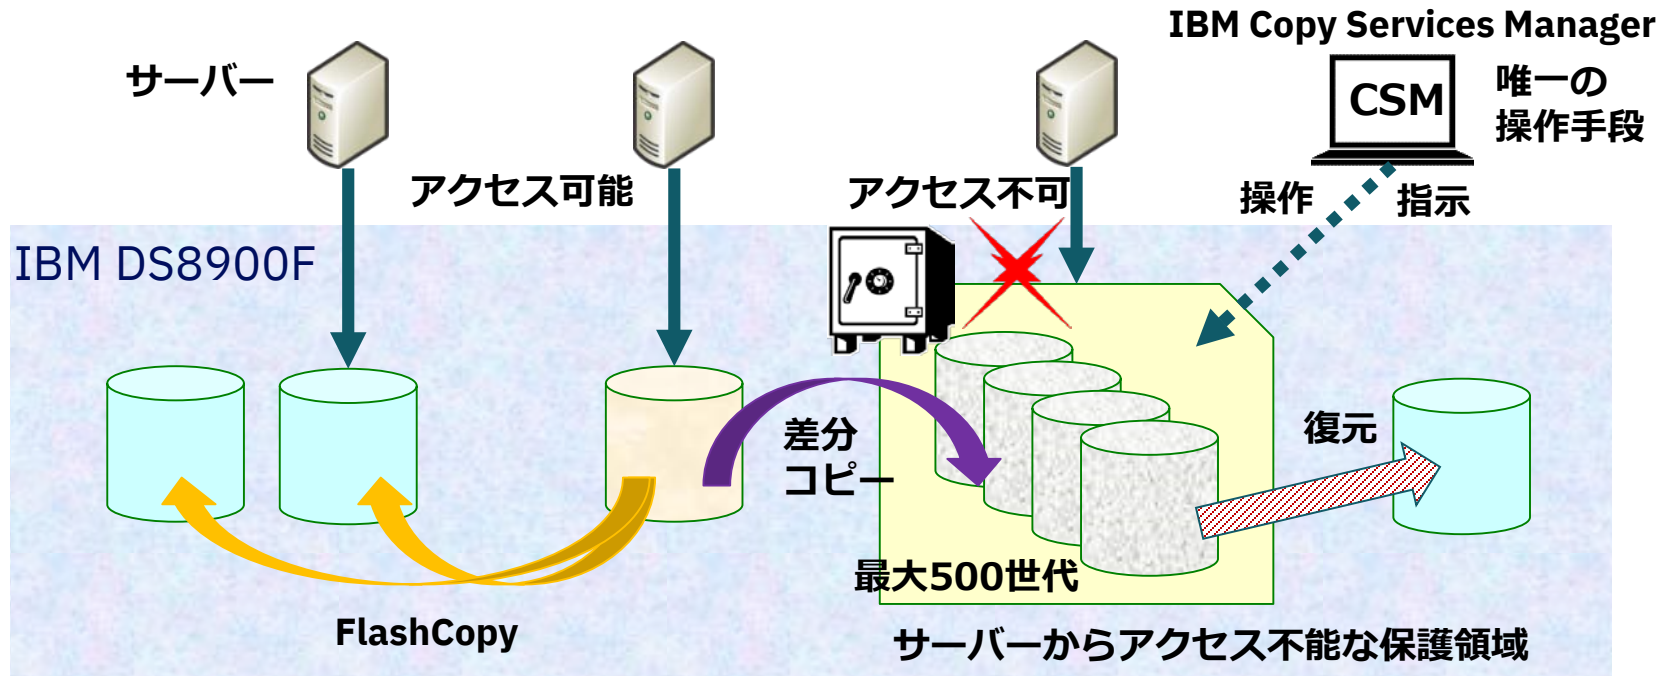 IBM Copy Services Manager
サーバー
CSM
唯一の
操作手段
アクセス可能
アクセス不可
操作
指示
IBM DS8900F
差分
コピー
復元
最大500世代
FlashCopy
サーバーからアクセス不能な保護領域